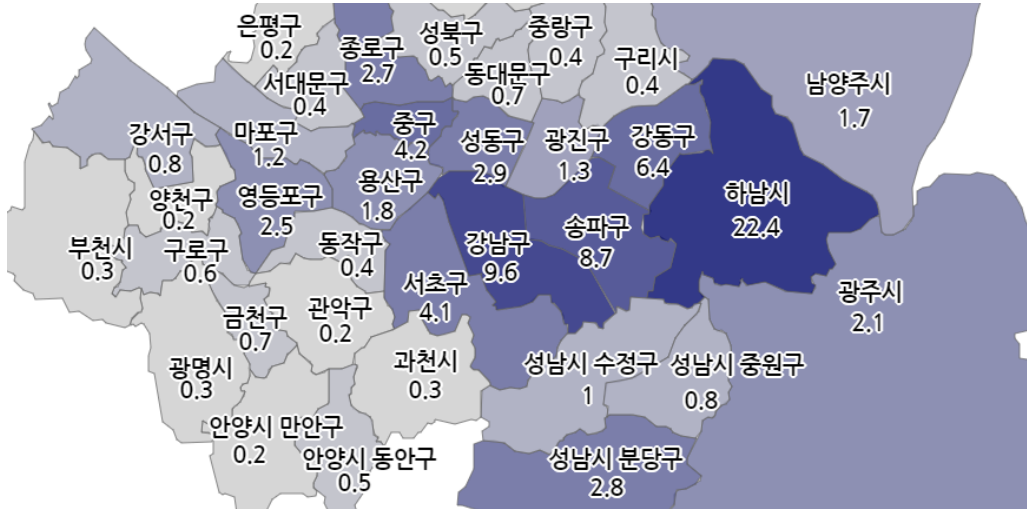 은평구
0.2
종로구
2.7
성북구
0.5
중랑구
0.4
구리시
0.4
남양주시
1.7
서대문구
0.4
동대문구
0.7
강서구
0.8
마포구
1.2
중구
4.2
성동구
2.9
광진구
1.3
강동구
6.4
양천구
0.2
영등포구
2.5
용산구
1.8
하남시
22.4
부천시
0.3
구로구
0.6
동작구
0.4
강남구
9.6
송파구
8.7
서초구
4.1
광주시
2.1
금천구
0.7
관악구
0.2
광명시
0.3
과천시
0.3
성남시 수정구
1
성남시 중원구
0.8
안양시 만안구
0.2
안양시 동안구
0.5
성남시 분당구
2.8